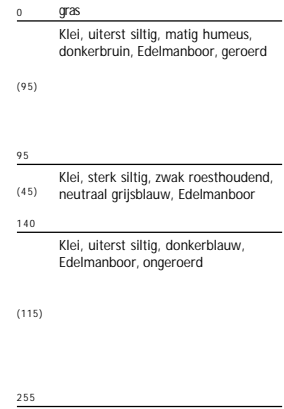 0 gras
Klei, uiterst siltig, matig humeus,
donkerbruin, Edelmanboor, geroerd
(95)
95
Klei, sterk siltig, zwak roesthoudend,
(45) neutraal grijsblauw, Edelmanboor
140
Klei, uiterst siltig, donkerblauw,
Edelmanboor, ongeroerd
(115)
255